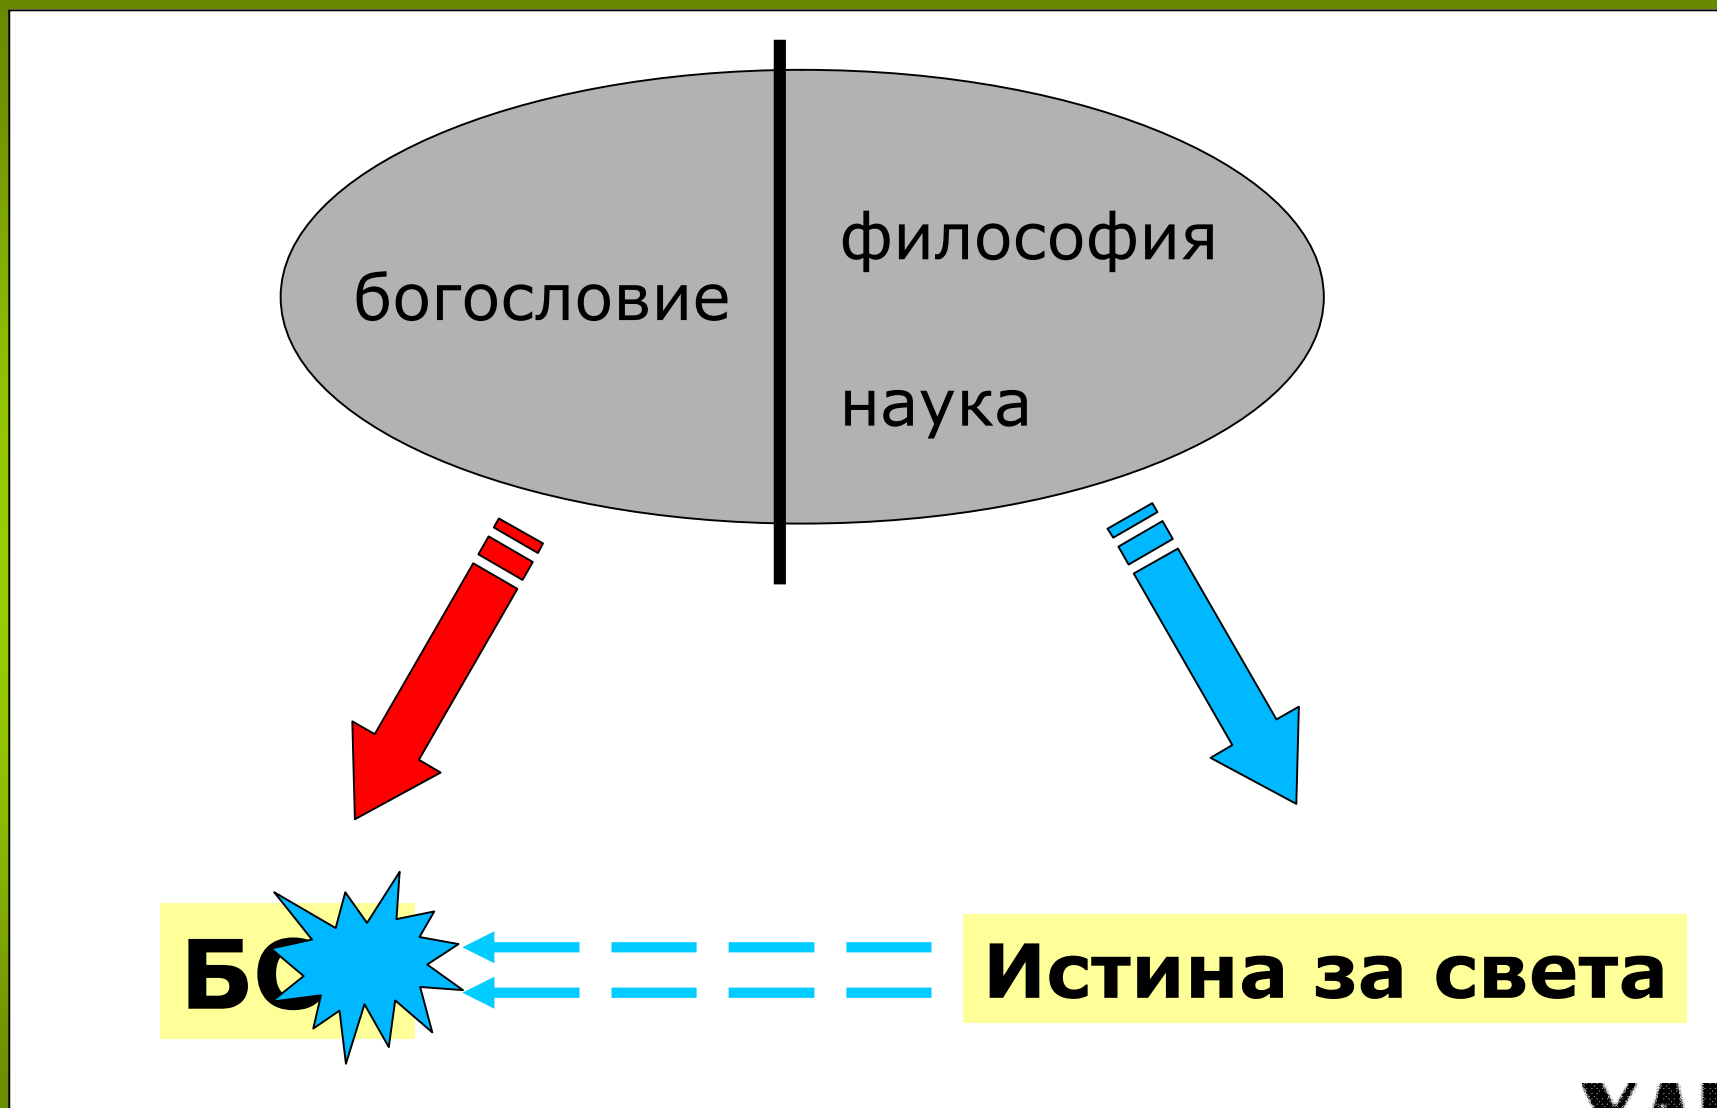 философия
богословие
наука
Истина за света